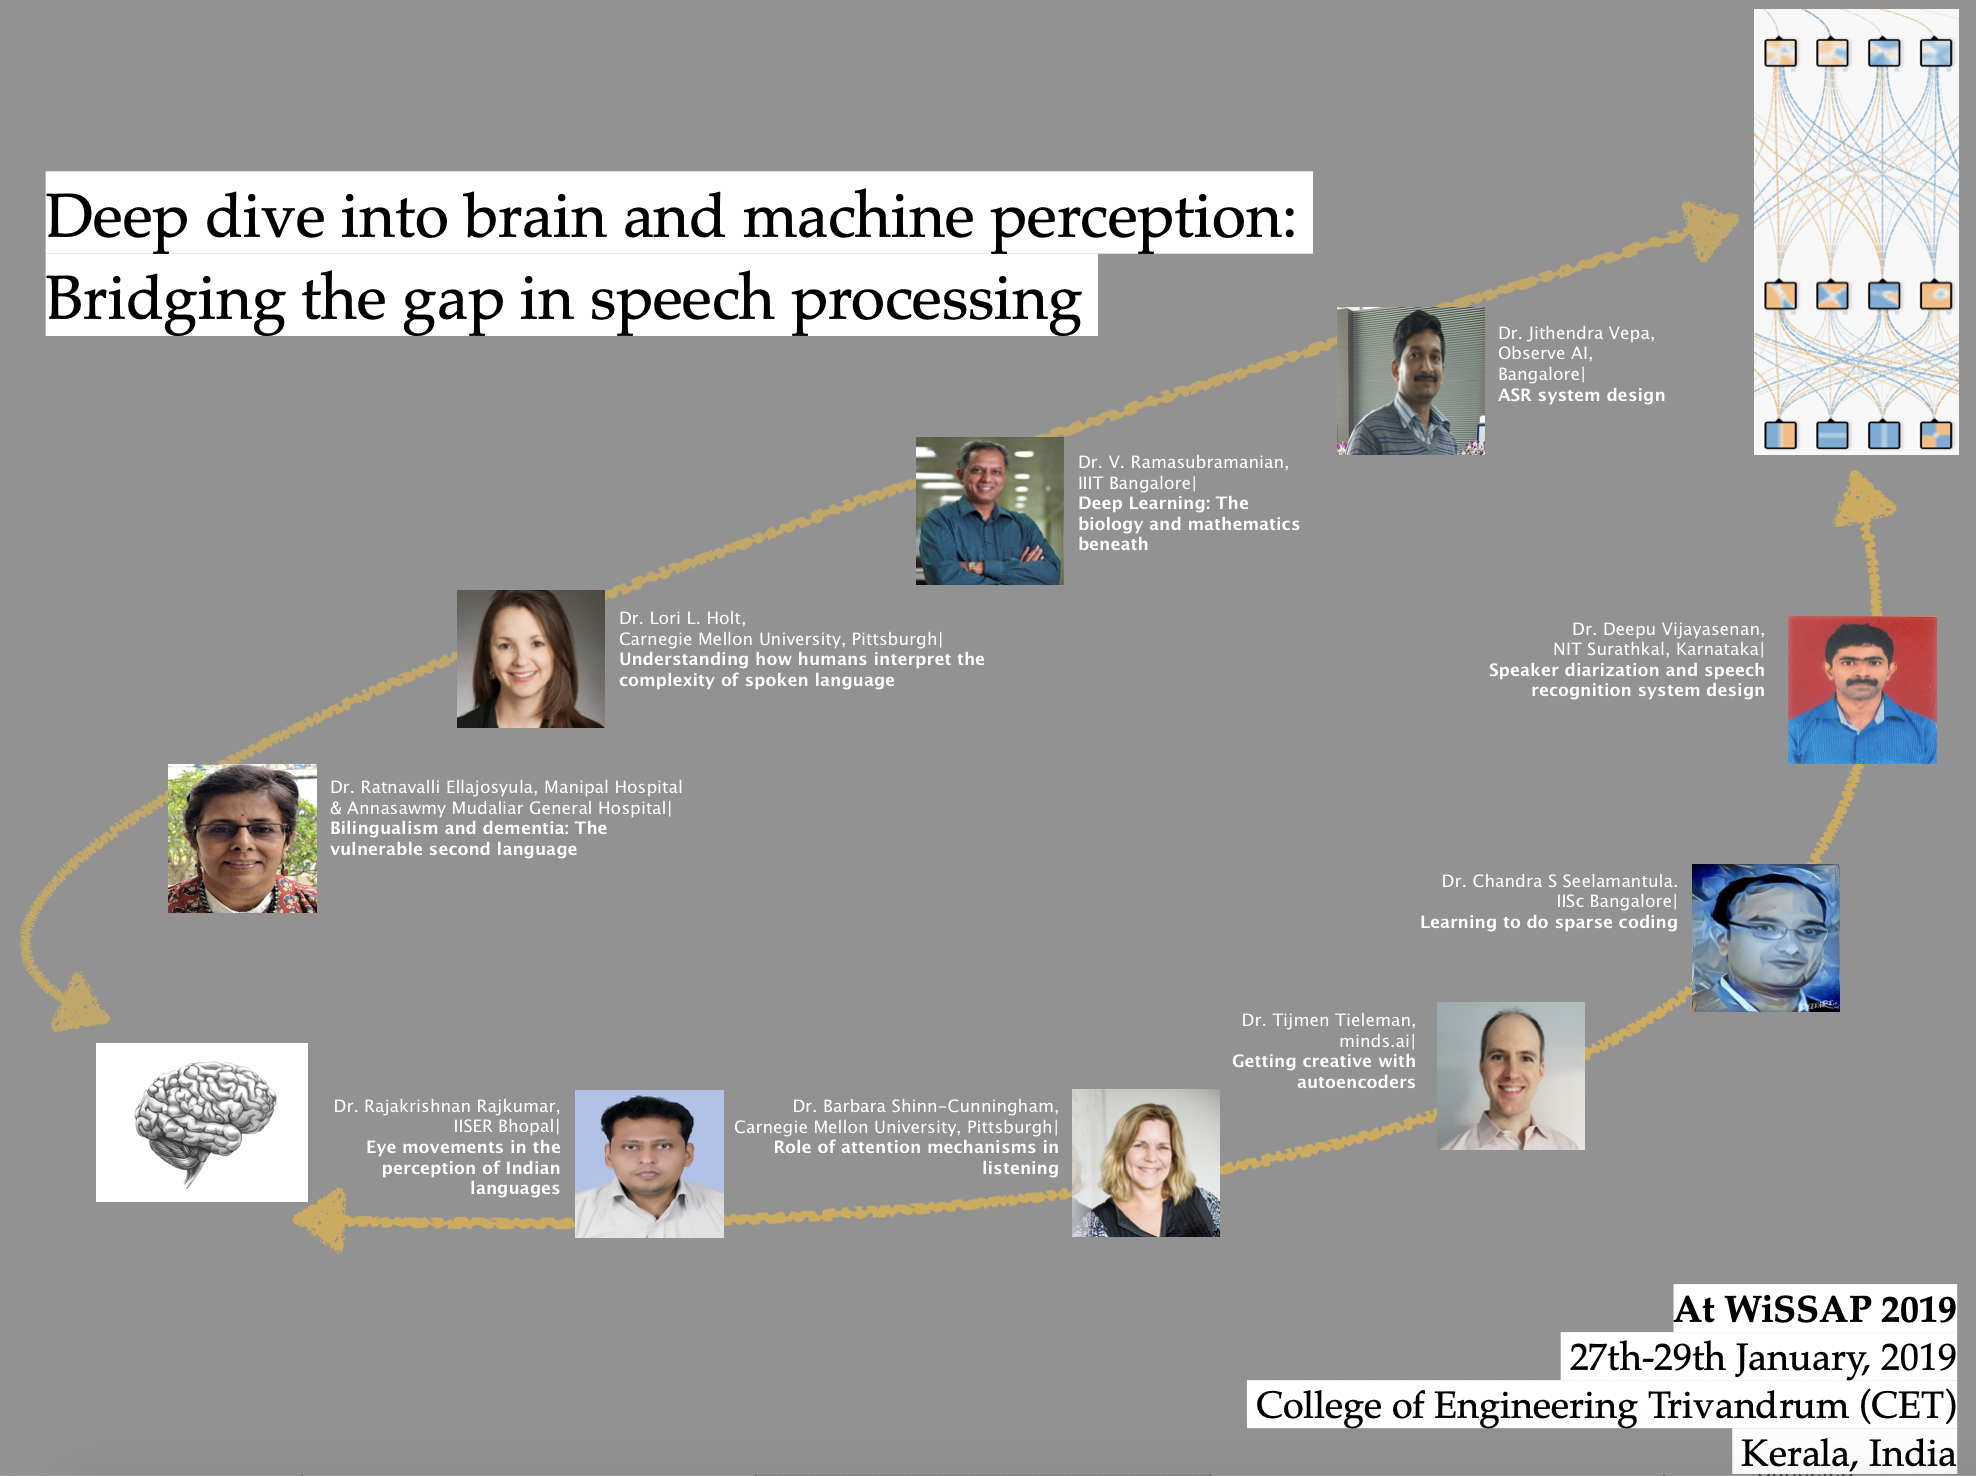 Deep dive into brain and machine perception:
Bridging the gap in speech processing
Dr. Jithendra Vepa,
Observe AI,
Bangalore|
ASR system design
Dr. V. Ramasubramanian,
IIIT Bangalore|
Deep Learning: The
biology and mathematics
beneath
Dr. Lori L. Holt,
Carnegie Mellon University, Pittsburgh|
Understanding how humans interpret the
complexity of spoken language
Dr. Deepu Vijayasenan,
NIT Surathkal, Karnataka|
Speaker diarization and speech
recognition system design
Dr. Ratnavalli Ellajosyula, Manipal Hospital
& Annasawmy Mudaliar General Hospital|
Bilingualism and dementia: The
vulnerable second language
Dr. Chandra S Seelamantula.
IISc Bangalore|
Learning to do sparse coding
Dr. Tijmen Tieleman,
minds.ai|
Getting creative with
autoencoders
Dr. Rajakrishnan Rajkumar,
IISER Bhopal|
Eye movements in the
perception of Indian
languages
Dr. Barbara Shinn-Cunningham,
Carnegie Mellon University, Pittsburgh|
Role of attention mechanisms in
listening
At WiSSAP 2019
27th-29th January, 2019
College of Engineering Trivandrum (CET)
Kerala, India